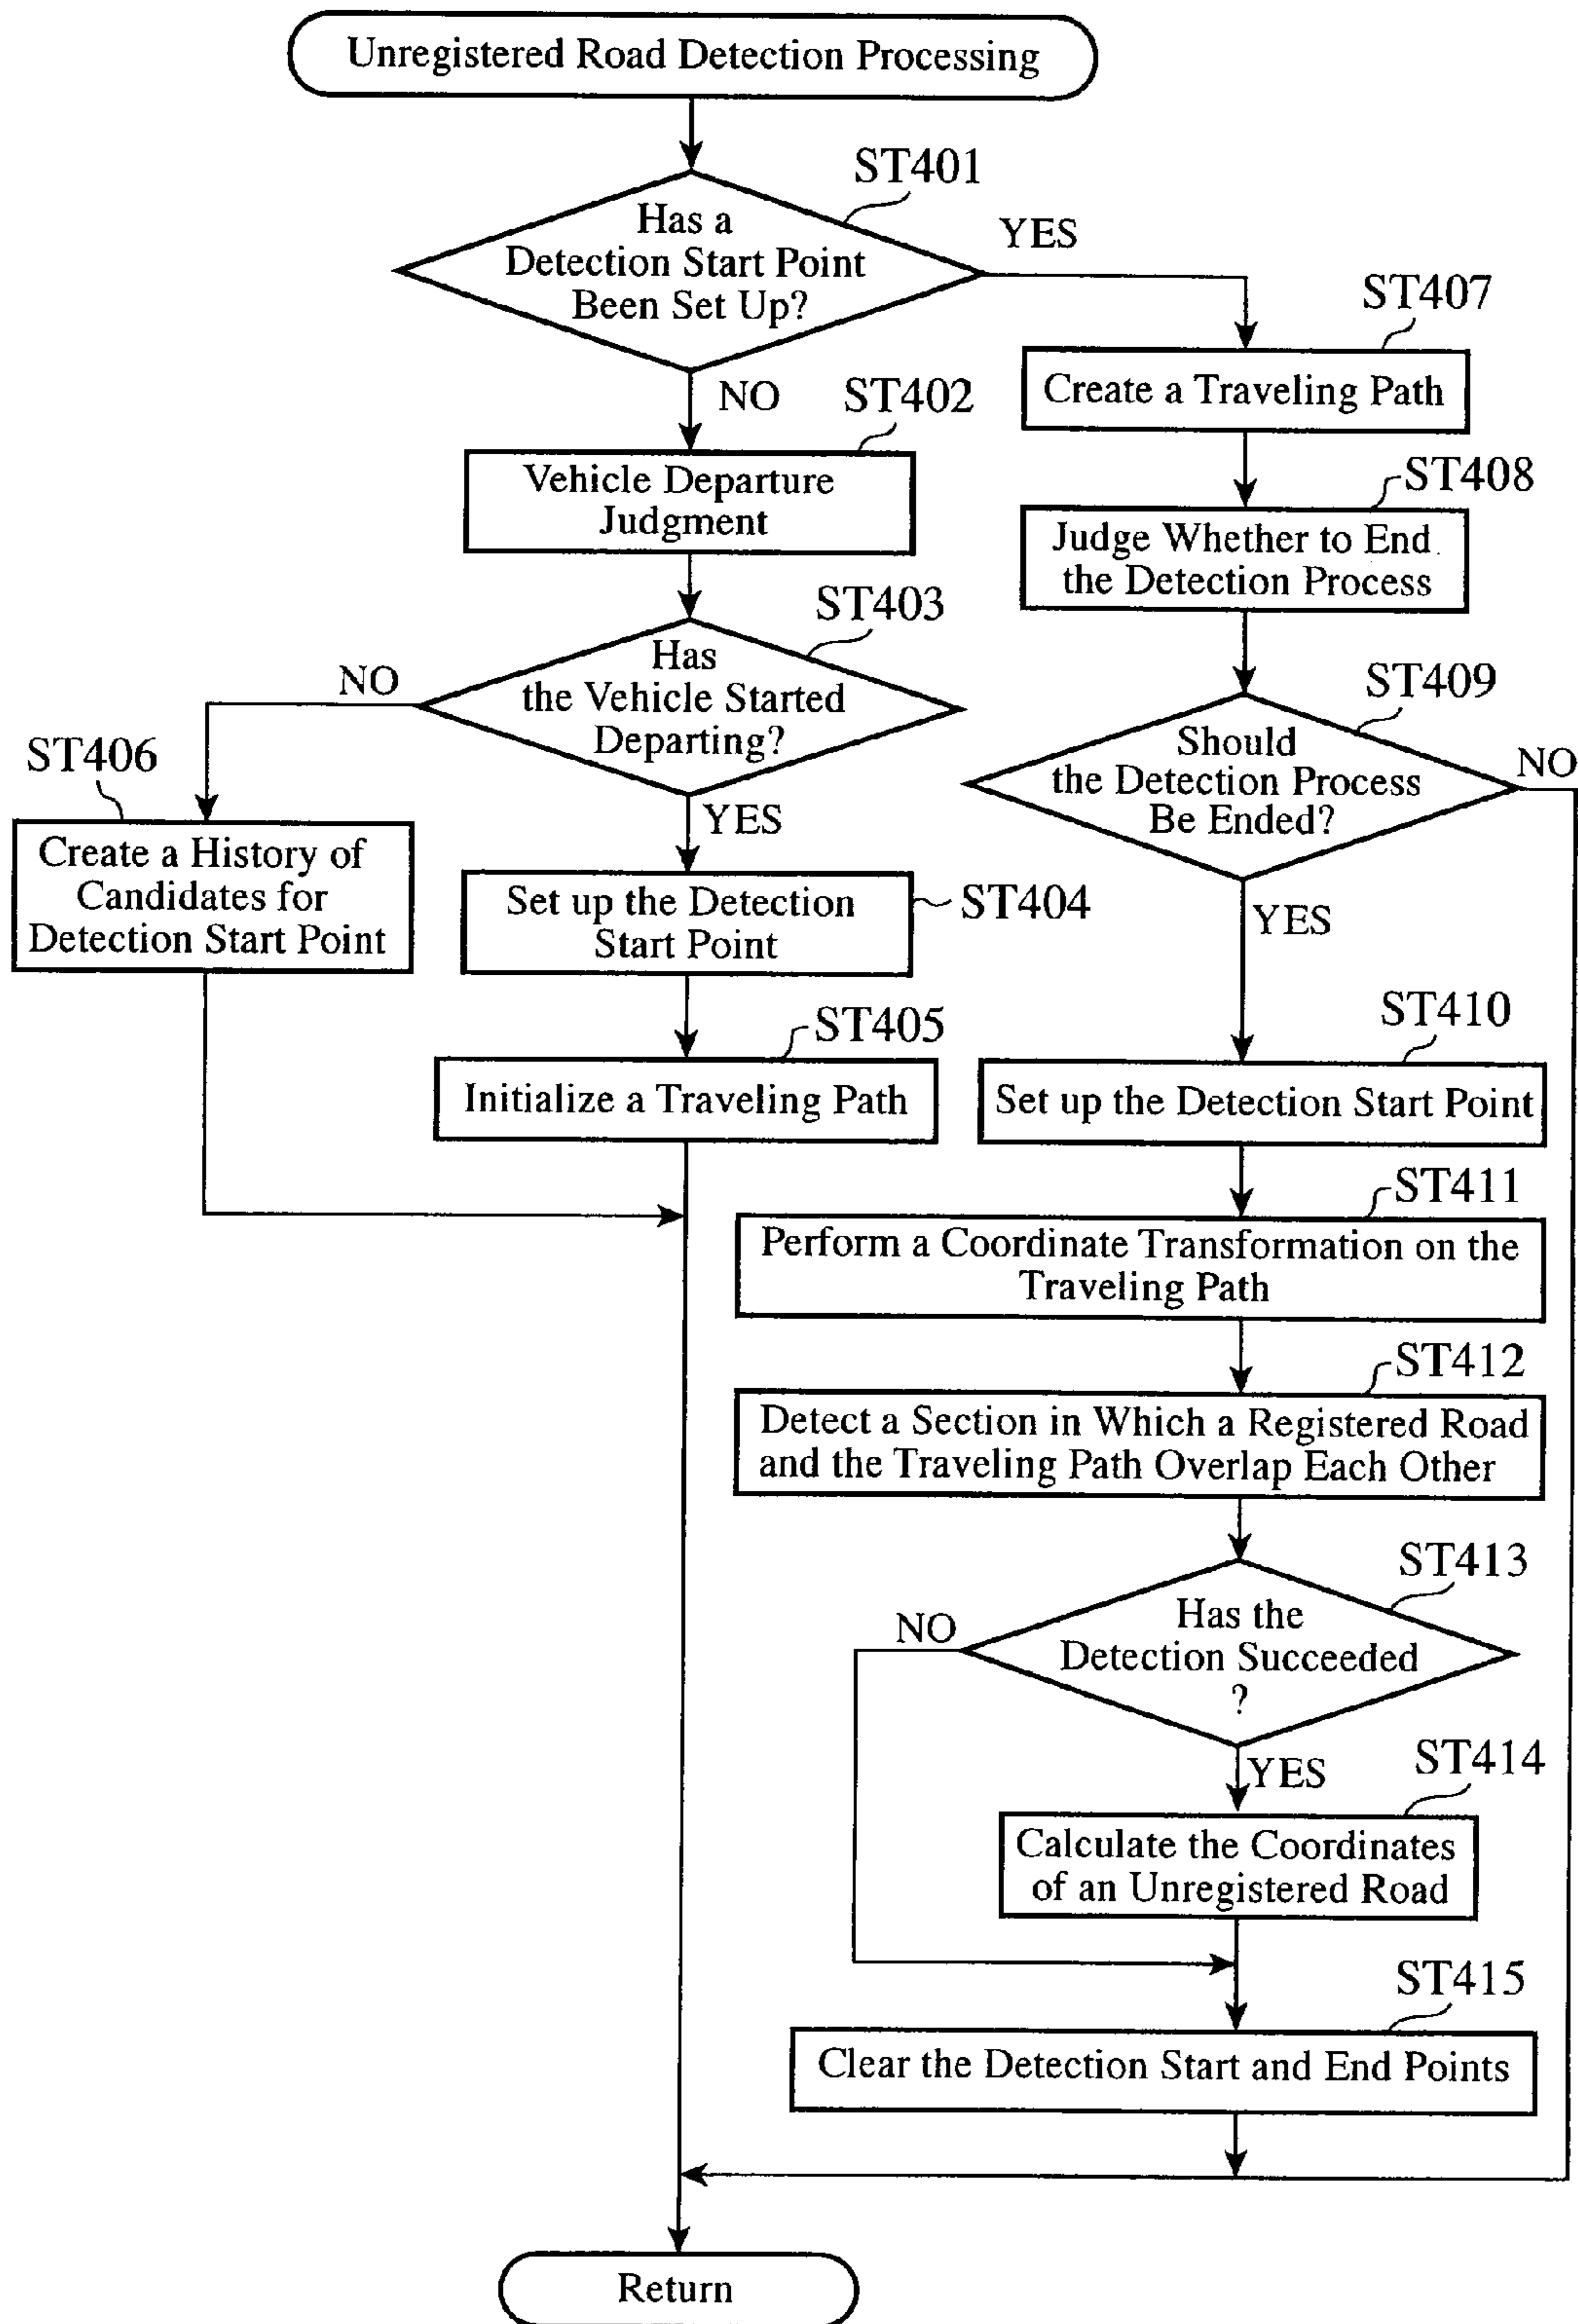 Unregistered Road Detection Processing
ST401
Has a
Detection Start Point
Been Set Up?
YES
NO
ST402
Vehicle Departure
Judgment
ST403
Has
the Vehicle Started
Departing?
NO
YES
ST406
Create a History of
Candidates for
Detection Start Point
Set up the Detection
Start Point
ST404
ST405
Initialize a Traveling Path
ST407
Create a Traveling Path
ST408
Judge Whether to End
the Detection Process
ST409
Should
the Detection Process
Be Ended?
NO
YES
ST410
Set up the Detection Start Point
ST411
Perform a Coordinate Transformation on the
Traveling Path
ST412
Detect a Section in Which a Registered Road
and the Traveling Path Overlap Each Other
ST413
Has the
Detection Succeeded
?
NO
YES
ST414
Calculate the Coordinates
of an Unregistered Road
ST415
Clear the Detection Start and End Points
Return